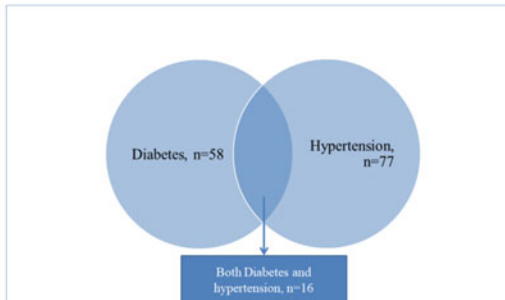 Diabetes, n=58
Hypertension,
n=77
Both Diabetes and
hypertension, n=16